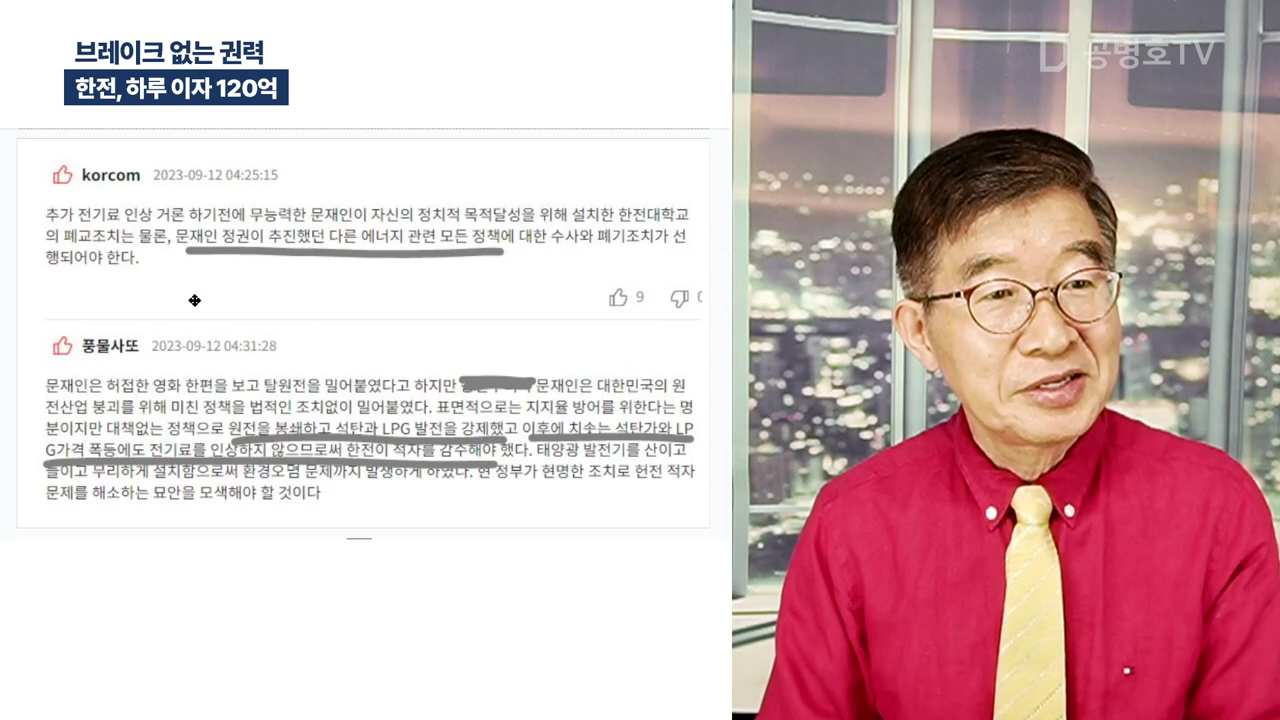 브레이크 없는 권력
한전, 하루 이자 120억
공병호TV
korcom 2023-09-12 04:25:15
추가 전기료 인상 거론 하기전에 무능력한 문재인이 자신의 정치적 목적달성을 위해 설치한 한전대학교
의 폐교조치는 물론, 문재인 정권이 추진했던 다른 에너지 관련 모든 정책에 대한 수사와 폐기조치가 선
행되어야 한다.
9 0
풍물사또 2023-09-12 04:31:28
문재인은 허접한 영화 한편을 보고 탈원전을 밀어붙였다고 하지만 문재인은 대한민국의 원
전산업 붕괴를 위해 미친 정책을 법적인 조치없이 밀어붙였다. 표면적으로는 지지율 방어를 위한다는 명
분이지만 대책없는 정책으로 원전을 봉쇄하고 석탄과 LPG 발전을 강제했고 이후에 치솟는 석탄가와 LP
G가격 폭등에도 전기료를 인상하지 않으므로써 한전이 적자를 감수해야 했다. 태양광 발전기를 산이고
들이고 무리하게 설치함으로써 환경오염 문제까지 발생하게 하였다. 현 정부가 현명한 조치로 헌전 적자
문제를 해소하는 묘안을 모색해야 할 것이다